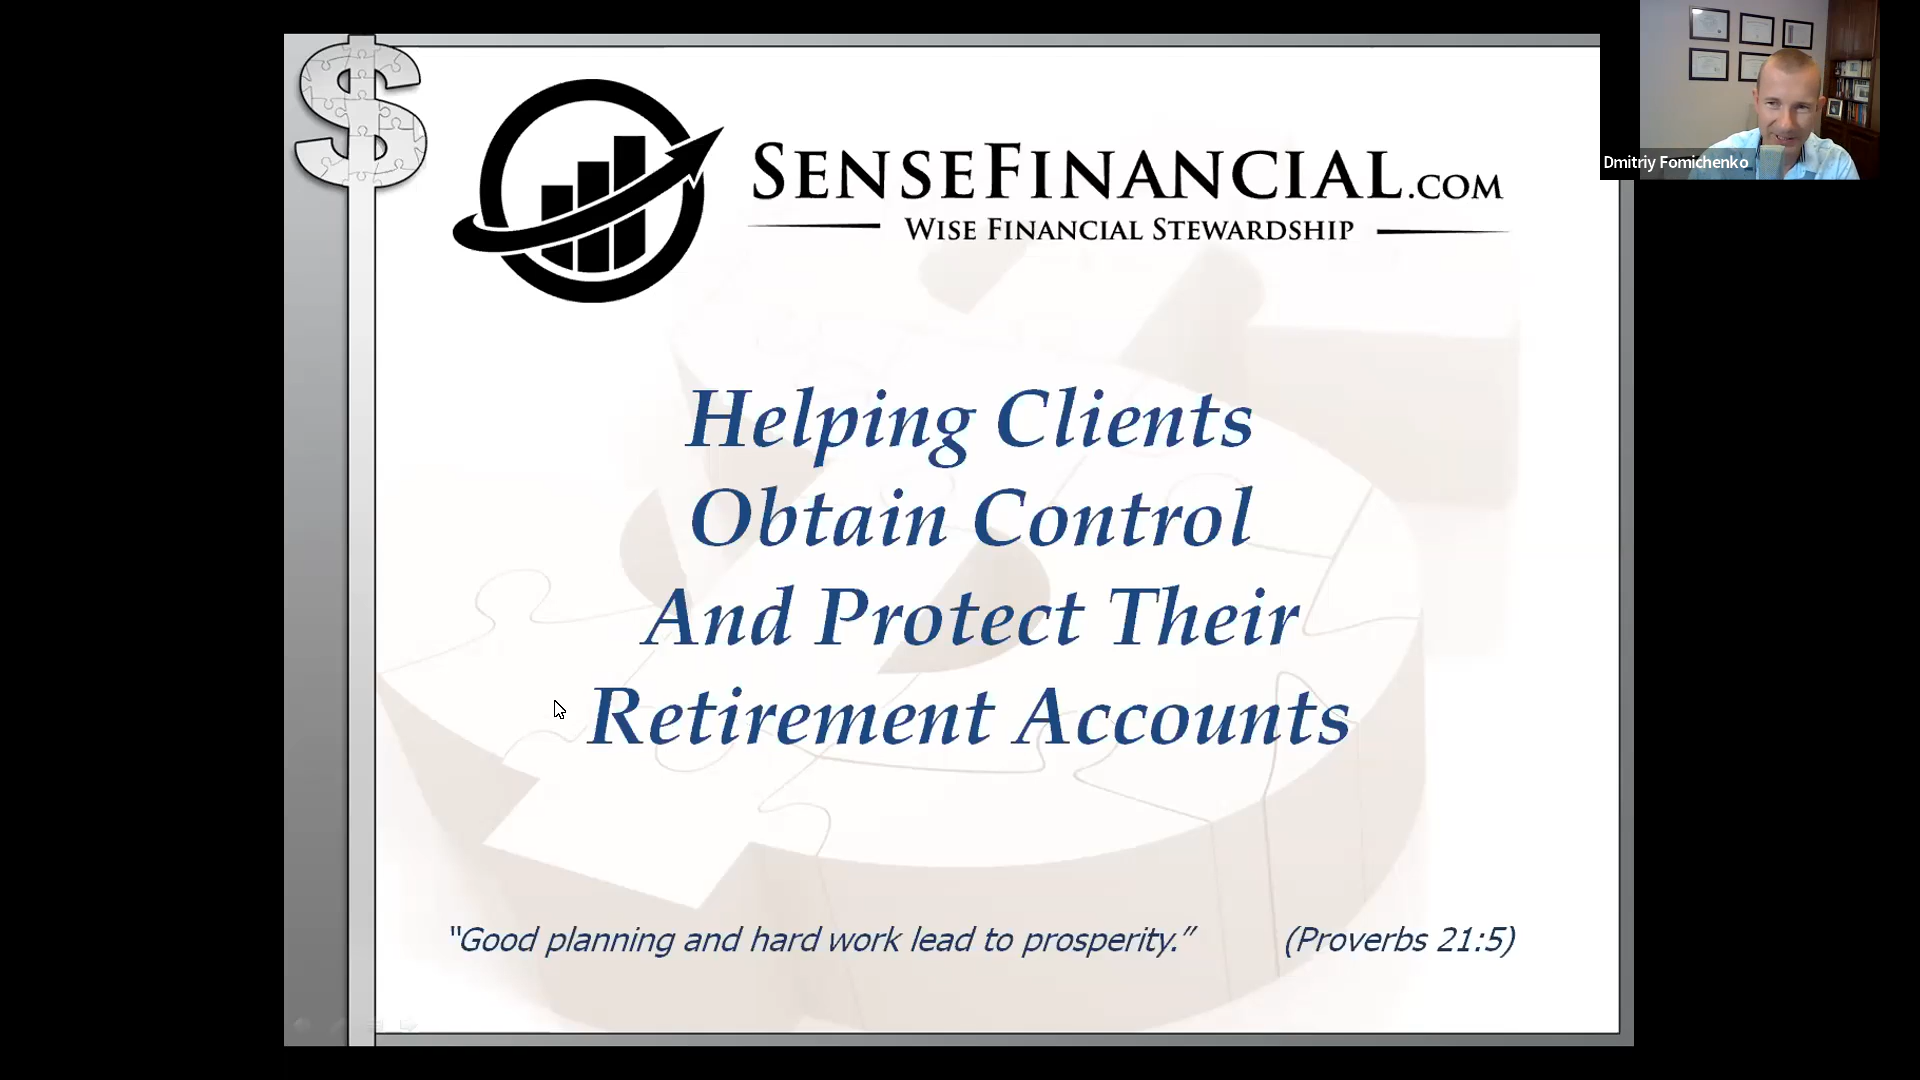 SENSEFINANCIAL.COM
WISE FINANCIAL STEWARDSHIP
Dmitriy Fomichenko
Helping Clients
Obtain Control
And Protect Their
Retirement Accounts
“Good planning and hard work lead to prosperity.” (Proverbs 21:5)